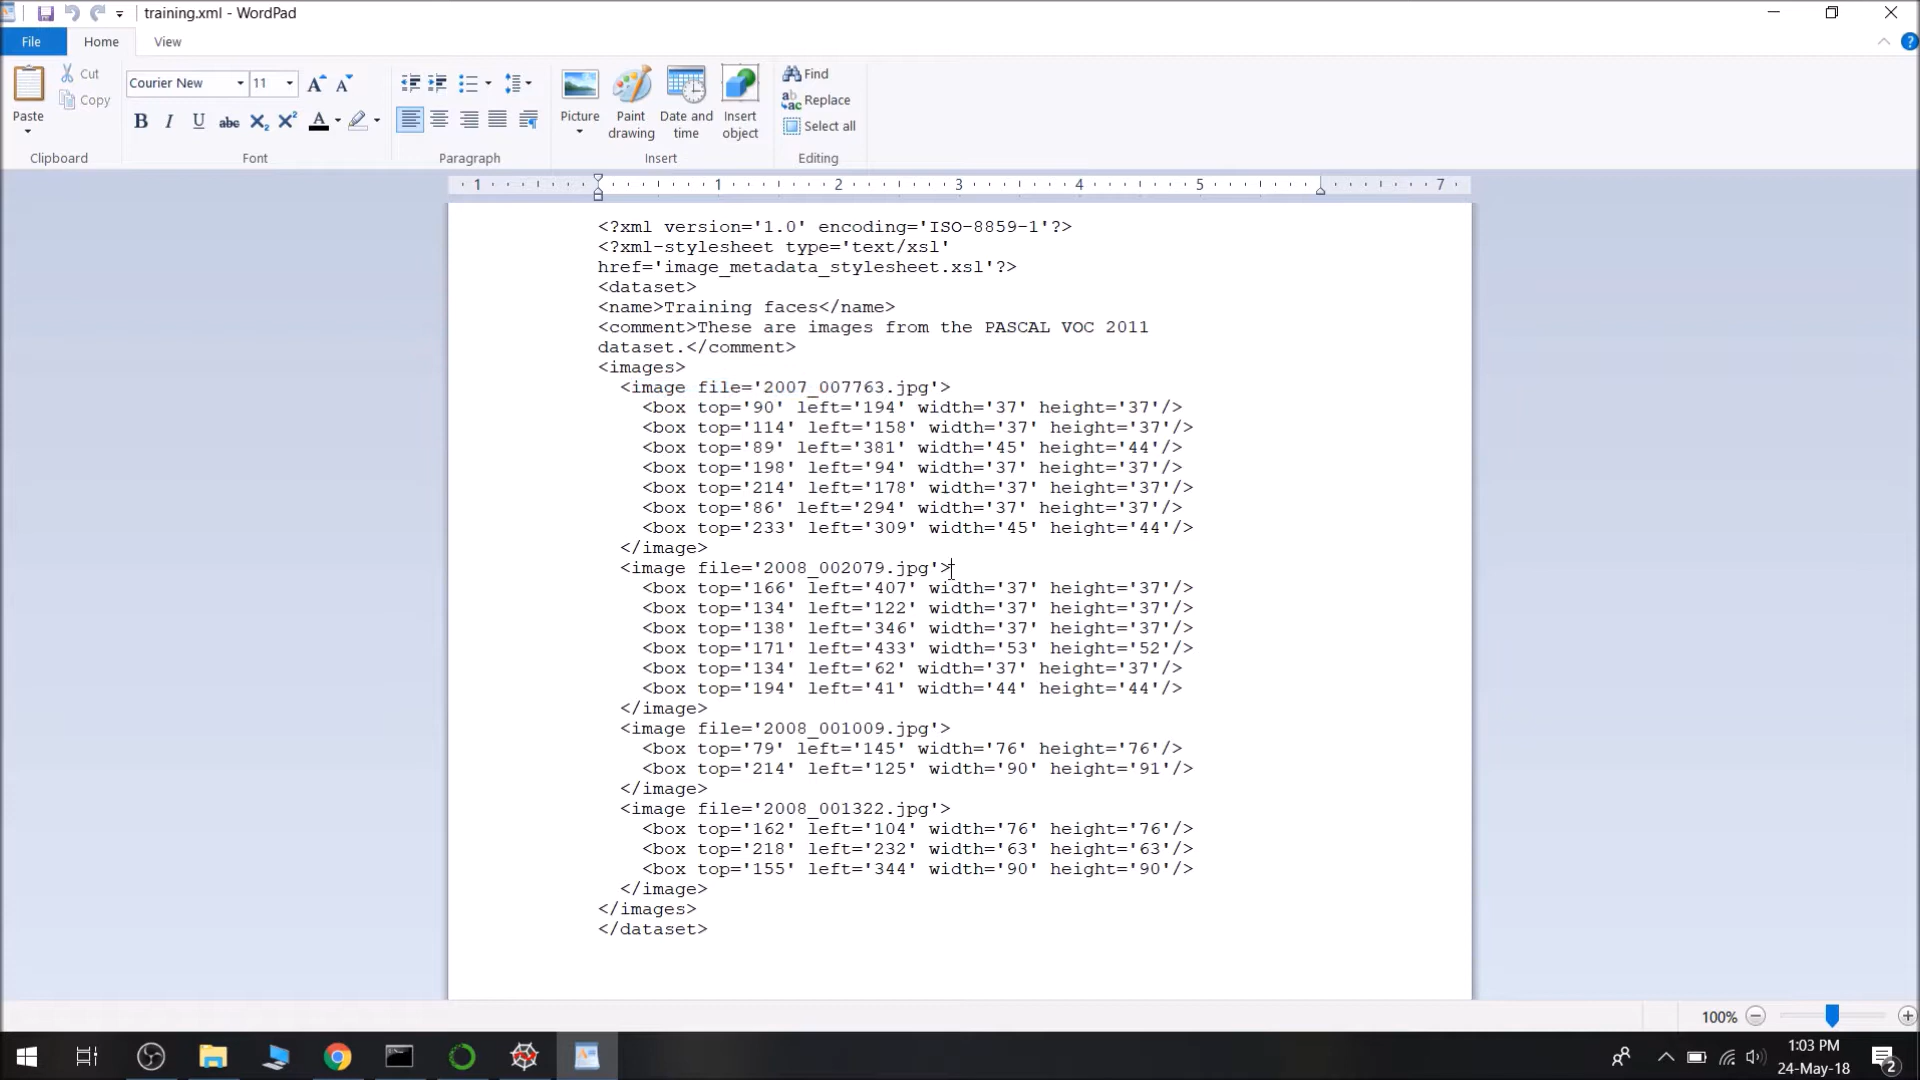 training.xml - WordPad
File Home View
Paste
Cut
Copy
Clipboard
Courier New 11
B I U abc X₂ X² A
Font
Paragraph
Picture
Paint drawing
Date and time
Insert object
Insert
Find
Replace
Select all
Editing
1 1 2 3 4 5 7
<?xml version='1.0' encoding='ISO-8859-1'?>
<?xml-stylesheet type='text/xsl'
href='image_metadata_stylesheet.xsl'?>
<dataset>
<name>Training faces</name>
<comment>These are images from the PASCAL VOC 2011
dataset.</comment>
<images>
  <image file='2007_007763.jpg'>
    <box top='90' left='194' width='37' height='37'/>
    <box top='114' left='158' width='37' height='37'/>
    <box top='89' left='381' width='45' height='44'/>
    <box top='198' left='94' width='37' height='37'/>
    <box top='214' left='178' width='37' height='37'/>
    <box top='86' left='294' width='37' height='37'/>
    <box top='233' left='309' width='45' height='44'/>
  </image>
  <image file='2008_002079.jpg'>
    <box top='166' left='407' width='37' height='37'/>
    <box top='134' left='122' width='37' height='37'/>
    <box top='138' left='346' width='37' height='37'/>
    <box top='171' left='433' width='53' height='52'/>
    <box top='134' left='62' width='37' height='37'/>
    <box top='194' left='41' width='44' height='44'/>
  </image>
  <image file='2008_001009.jpg'>
    <box top='79' left='145' width='76' height='76'/>
    <box top='214' left='125' width='90' height='91'/>
  </image>
  <image file='2008_001322.jpg'>
    <box top='162' left='104' width='76' height='76'/>
    <box top='218' left='232' width='63' height='63'/>
    <box top='155' left='344' width='90' height='90'/>
  </image>
</images>
</dataset>
100%
1:03 PM
24-May-18
2